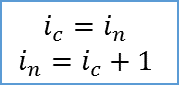 i_c = i_n
i_n = i_c + 1